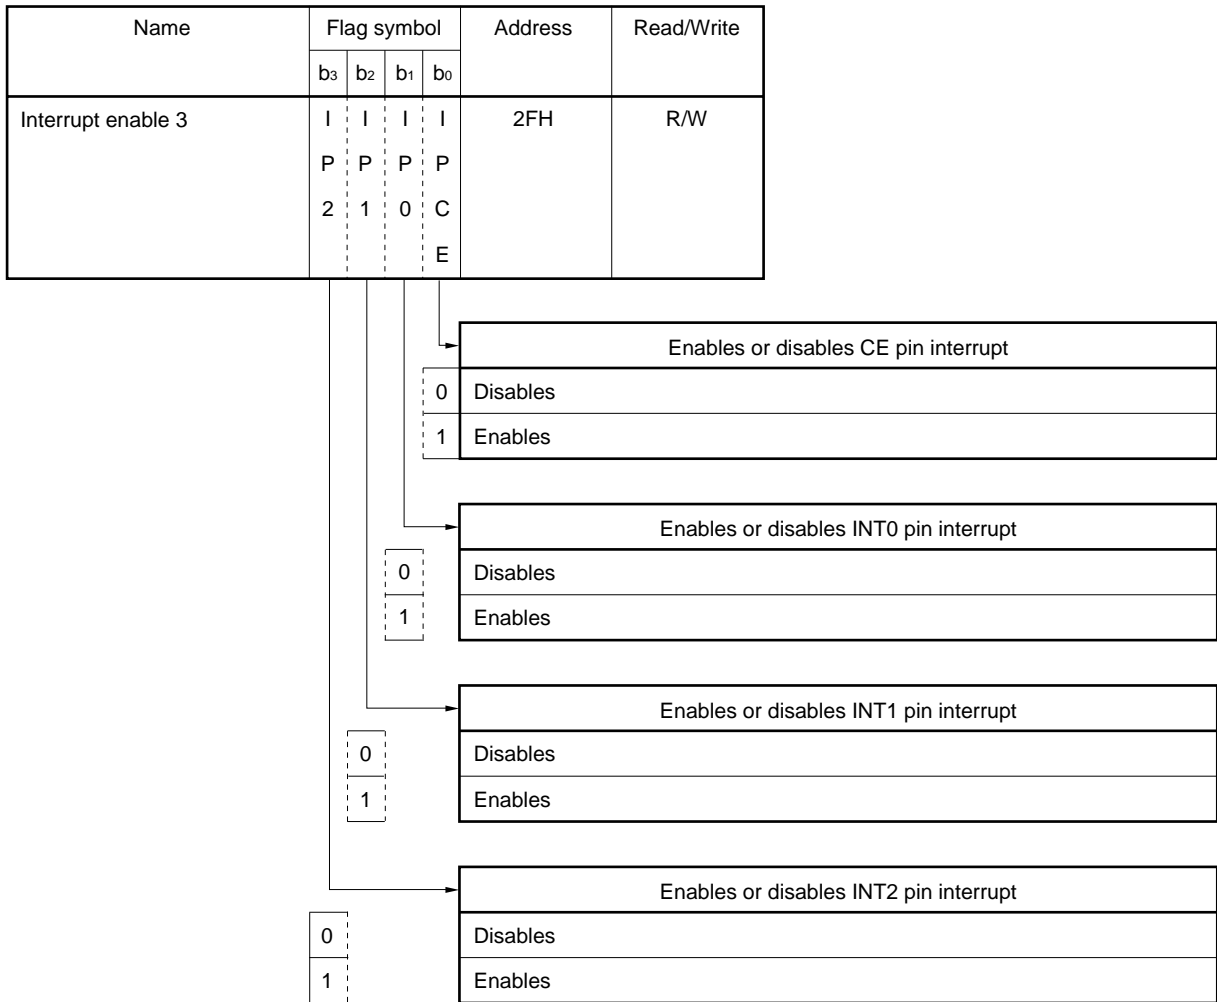 Name Flag symbol Address Read/Write
b3 b2 b1 b0
Interrupt enable 3 I I I I 2FH R/W
P P P P
2 1 0 C
E
Enables or disables CE pin interrupt
0 Disables
1 Enables
Enables or disables INT0 pin interrupt
0 Disables
1 Enables
Enables or disables INT1 pin interrupt
0 Disables
1 Enables
Enables or disables INT2 pin interrupt
0 Disables
1 Enables